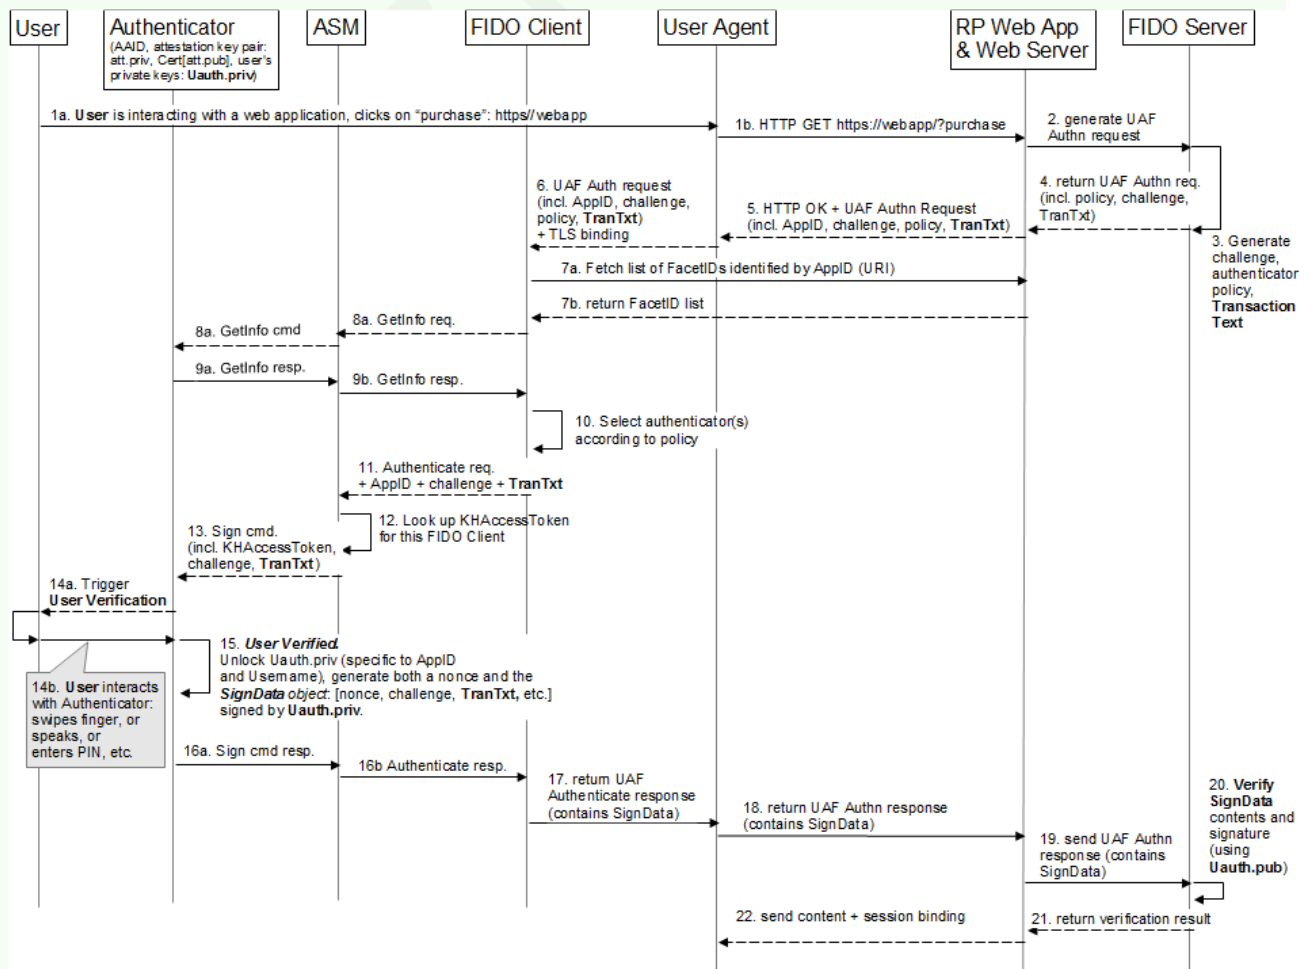 User
Authenticator
(AAID, attestation key pair:
att.priv, Cert[att.pub], user's
private keys: Uauth.priv)
ASM
FIDO Client
User Agent
RP Web App
& Web Server
FIDO Server
1a. User is interacting with a web application, clicks on "purchase": https//webapp
1b. HTTP GET https://webapp/?purchase
2. generate UAF
Authn request
3. Generate
challenge,
authenticator
policy,
Transaction
Text
4. return UAF Authn req.
(incl. policy, challenge,
TranTxt)
5. HTTP OK + UAF Authn Request
(incl. AppID, challenge, policy, TranTxt)
6. UAF Auth request
(incl. AppID, challenge,
policy, TranTxt)
+ TLS binding
7a. Fetch list of FacetIDs identified by AppID (URI)
7b. return FacetID list
8a. GetInfo req.
8a. GetInfo cmd
9a. GetInfo resp.
9b. GetInfo resp.
10. Select authenticator(s)
according to policy
11. Authenticate req.
+ AppID + challenge + TranTxt
12. Look up KHAccessToken
for this FIDO Client
13. Sign cmd.
(incl. KHAccessToken,
challenge, TranTxt)
14a. Trigger
User Verification
14b. User interacts
with Authenticator:
swipes finger, or
speaks, or
enters PIN, etc.
15. User Verified.
Unlock Uauth.priv (specific to AppID
and Username), generate both a nonce and the
SignData object: [nonce, challenge, TranTxt, etc.]
signed by Uauth.priv.
16a. Sign cmd resp.
16b Authenticate resp.
17. return UAF
Authenticate response
(contains SignData)
18. return UAF Authn response
(contains SignData)
19. send UAF Authn
response (contains
SignData)
20. Verify
SignData
contents and
signature
(using
Uauth.pub)
21. return verification result
22. send content + session binding